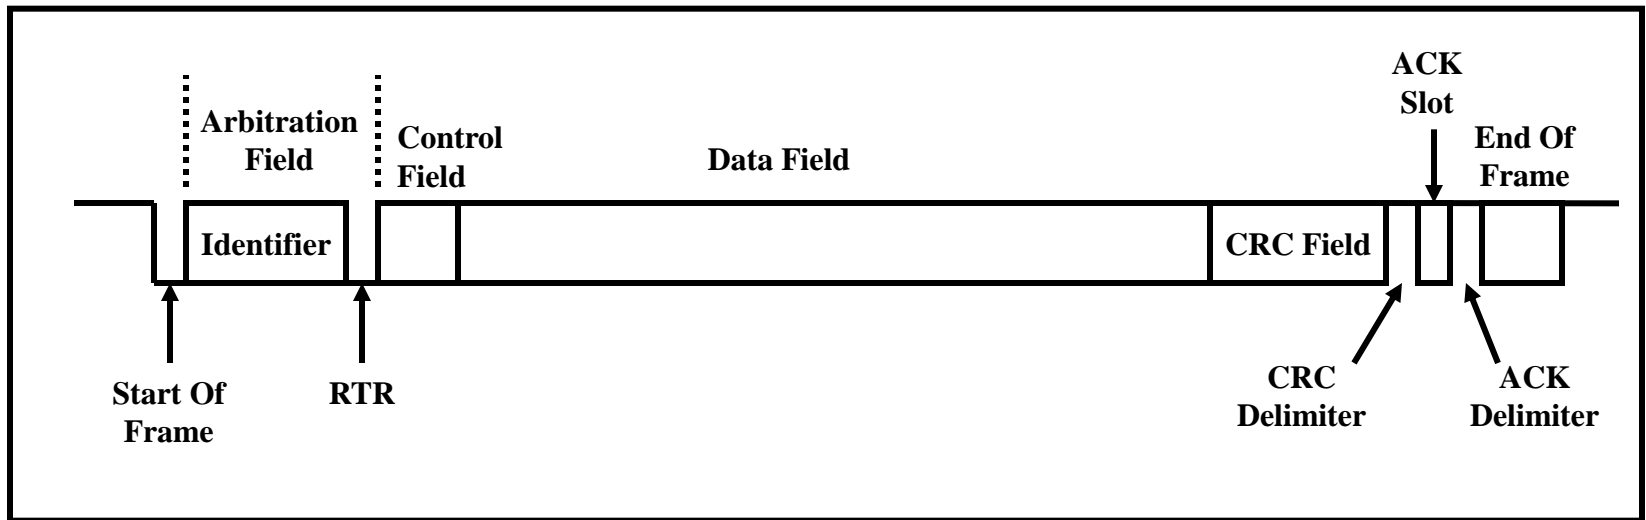 ACK
Slot
Arbitration
Field
Control
Field
Data Field
End Of
Frame
Identifier
CRC Field
Start Of
Frame
RTR
CRC
Delimiter
ACK
Delimiter